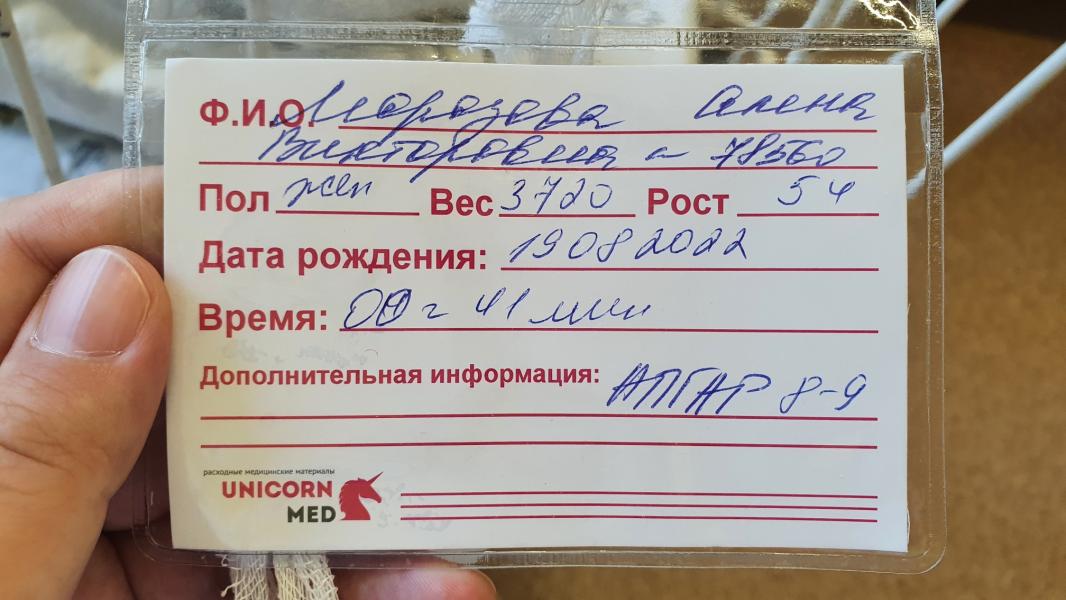 Ф.И.О. Морозова Алена
Викторовна – 78560
Пол жен Вес 3720 Рост 54
Дата рождения: 19 08 2022
Время: 00 ч 41 мин
Дополнительная информация: АПГАР 8-9
расходные медицинские материалы
UNICORN
MED